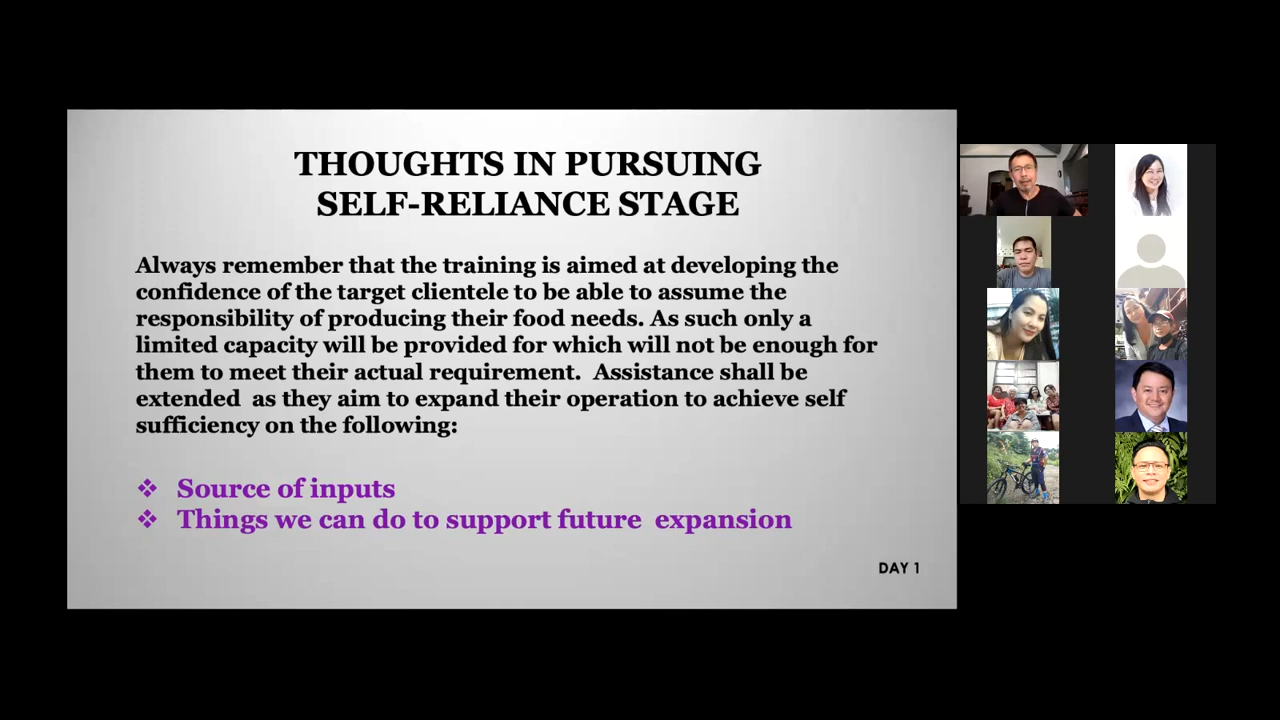 THOUGHTS IN PURSUING
SELF-RELIANCE STAGE
Always remember that the training is aimed at developing the
confidence of the target clientele to be able to assume the
responsibility of producing their food needs. As such only a
limited capacity will be provided for which will not be enough for
them to meet their actual requirement.  Assistance shall be
extended  as they aim to expand their operation to achieve self
sufficiency on the following:
❖ Source of inputs
❖ Things we can do to support future  expansion
DAY 1